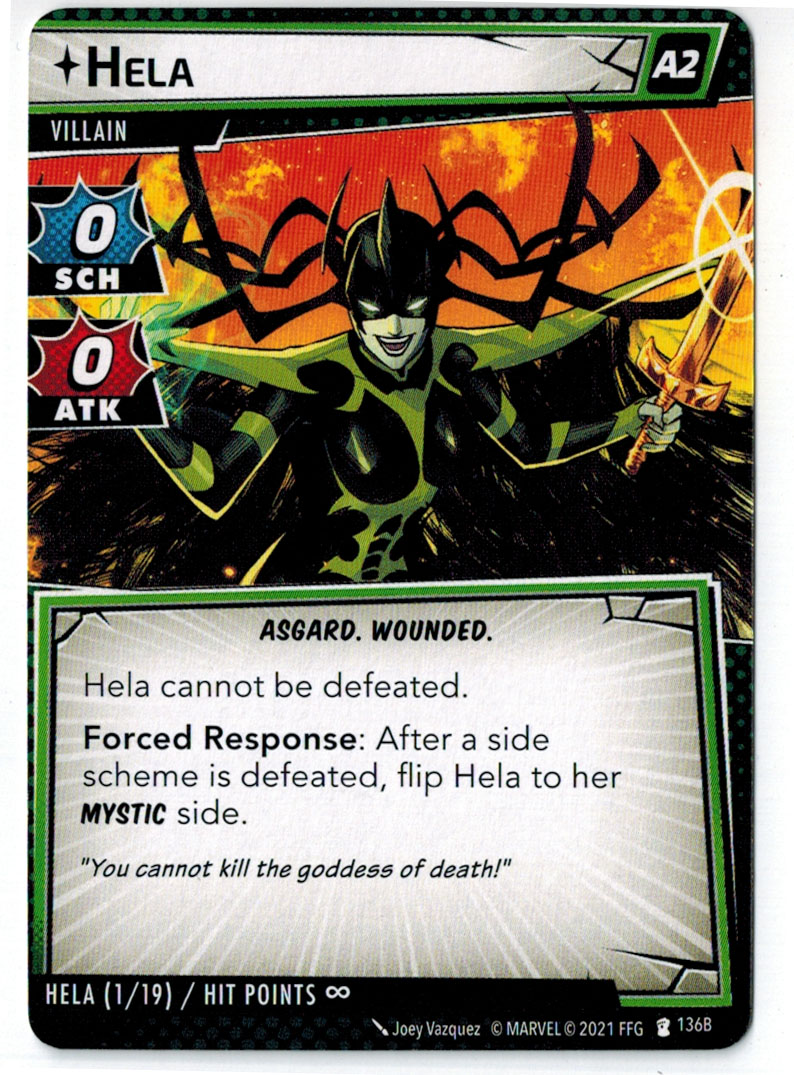 HELA
A2
VILLAIN
0
SCH
0
ATK
ASGARD. WOUNDED.
Hela cannot be defeated.
Forced Response: After a side
scheme is defeated, flip Hela to her
MYSTIC side.
"You cannot kill the goddess of death!"
HELA (1/19) / HIT POINTS ∞
Joey Vazquez © MARVEL © 2021 FFG 136B